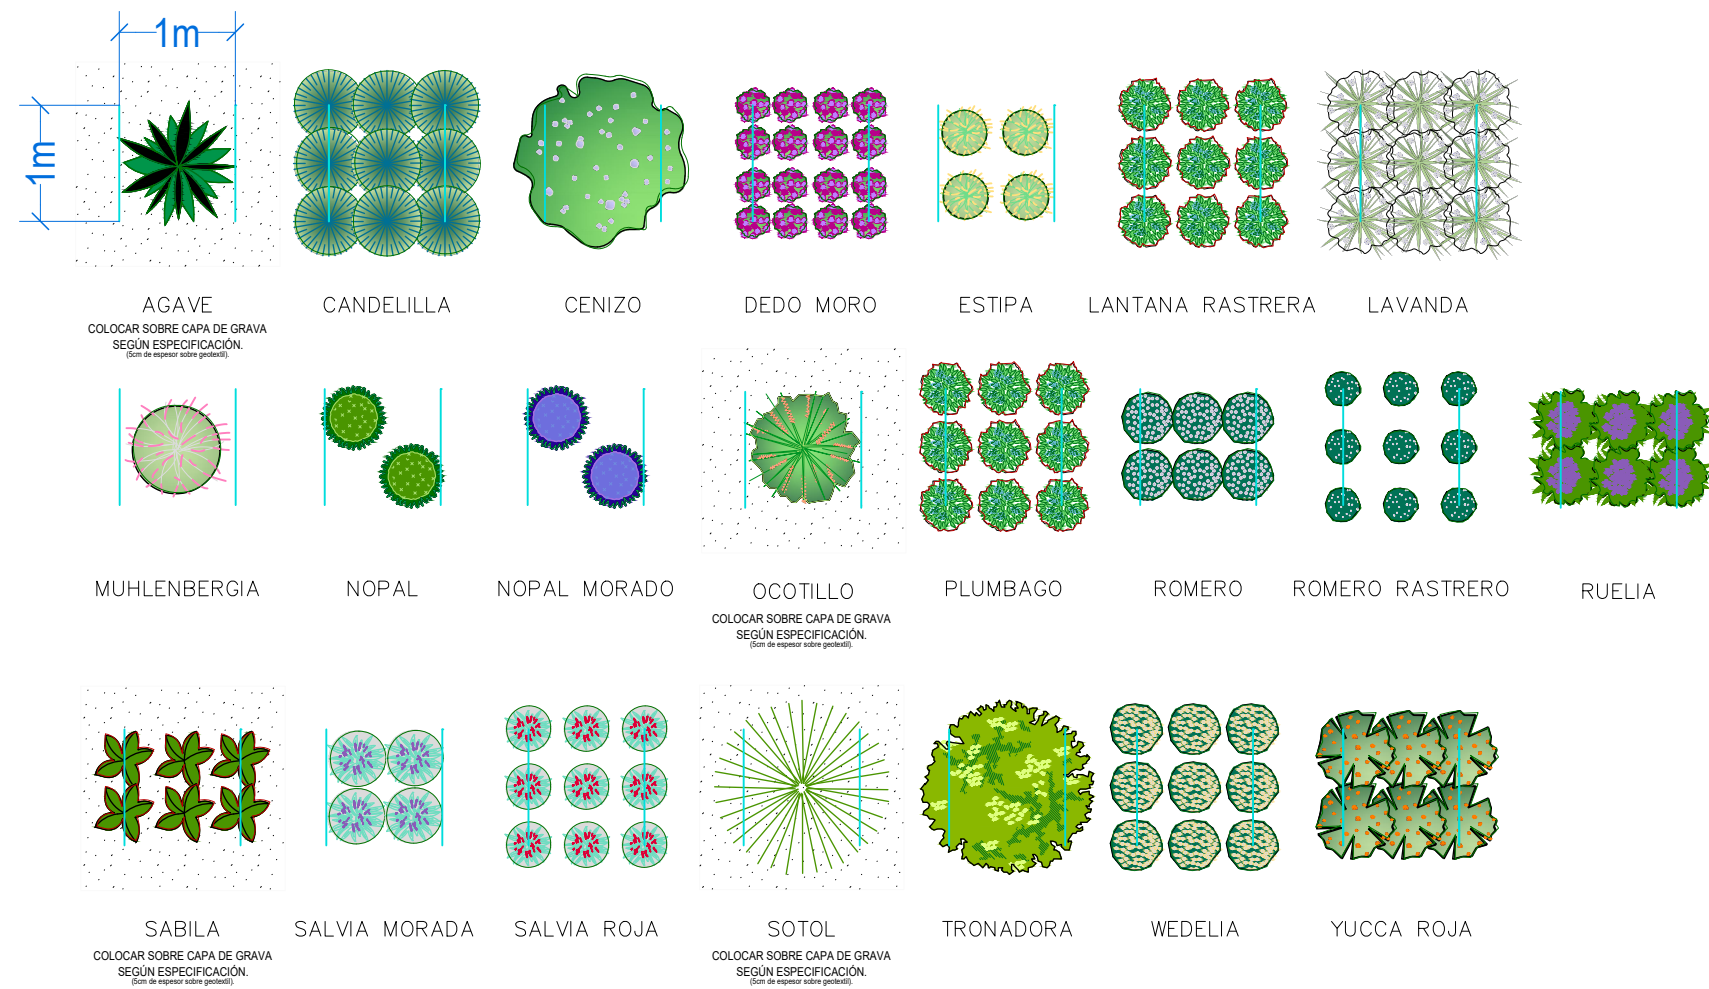 1m
1m
AGAVE
COLOCAR SOBRE CAPA DE GRAVA
SEGÚN ESPECIFICACIÓN.
(5cm de espesor sobre geotextil).
CANDELILLA
CENIZO
DEDO MORO
ESTIPA
LANTANA RASTRERA
LAVANDA
MUHLENBERGIA
NOPAL
NOPAL MORADO
OCOTILLO
COLOCAR SOBRE CAPA DE GRAVA
SEGÚN ESPECIFICACIÓN.
(5cm de espesor sobre geotextil).
PLUMBAGO
ROMERO
ROMERO RASTRERO
RUELIA
SABILA
COLOCAR SOBRE CAPA DE GRAVA
SEGÚN ESPECIFICACIÓN.
(5cm de espesor sobre geotextil).
SALVIA MORADA
SALVIA ROJA
SOTOL
COLOCAR SOBRE CAPA DE GRAVA
SEGÚN ESPECIFICACIÓN.
(5cm de espesor sobre geotextil).
TRONADORA
WEDELIA
YUCCA ROJA